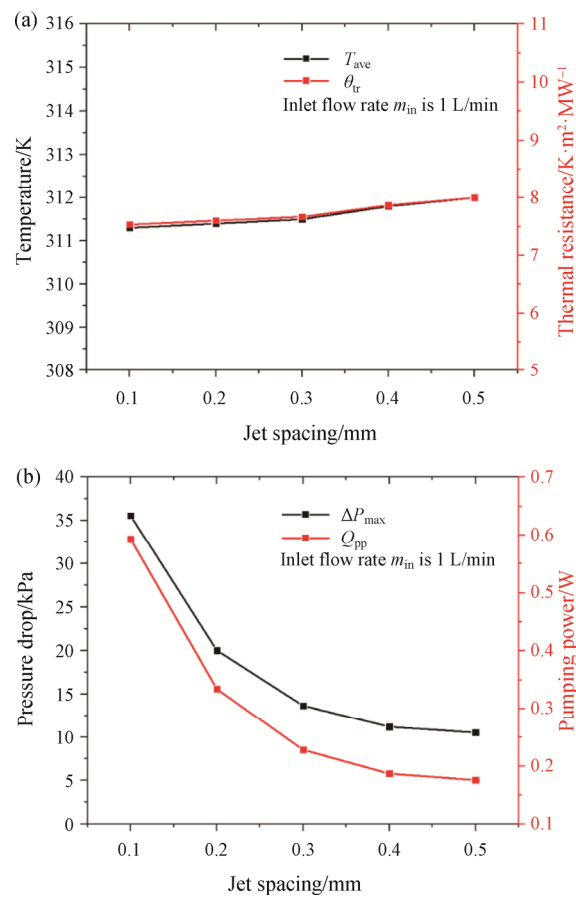 (a)
316
315
314
313
312
311
310
309
308
Temperature/K
T_ave
θ_tr
Inlet flow rate m_in is 1 L/min
11
10
9
8
7
6
5
Thermal resistance/K·m²·MW⁻¹
0.1 0.2 0.3 0.4 0.5
Jet spacing/mm
(b)
40
35
30
25
20
15
10
5
0
Pressure drop/kPa
ΔP_max
Q_pp
Inlet flow rate m_in is 1 L/min
0.7
0.6
0.5
0.4
0.3
0.2
0.1
Pumping power/W
0.1 0.2 0.3 0.4 0.5
Jet spacing/mm